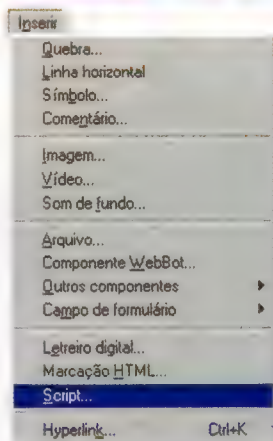 Inserir
Quebra...
Linha horizontal
Símbolo...
Comentário...
Imagem...
Vídeo...
Som de fundo...
Arquivo...
Componente WebBot...
Outros componentes
Campo de formulário
Letreiro digital...
Marcação HTML...
Script...
Hyperlink... Ctrl+K